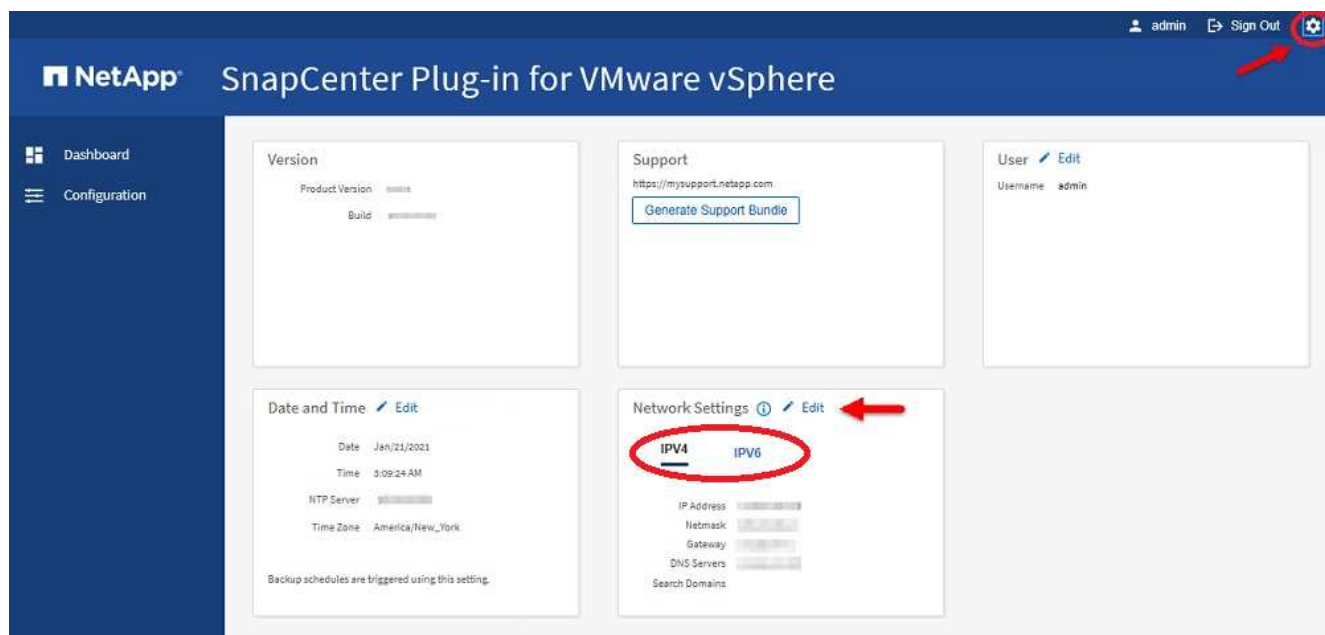 admin Sign Out
NetApp SnapCenter Plug-in for VMware vSphere
Dashboard
Configuration
Version
Product Version
Build
Support
https://mysupport.netapp.com
Generate Support Bundle
User Edit
Username admin
Date and Time Edit
Date Jan/21/2021
Time 3:09:24 AM
NTP Server
Time Zone America/New_York
Backup schedules are triggered using this setting.
Network Settings Edit
IPV4 IPV6
IP Address
Netmask
Gateway
DNS Servers
Search Domains